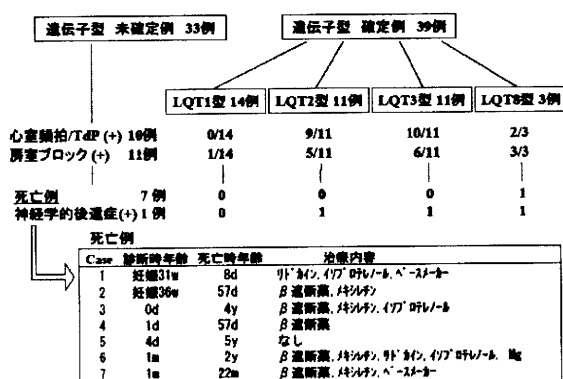 遺伝子型 未確定例 33例
遺伝子型 確定例 39例
LQT1型 14例 LQT2型 11例 LQT3型 11例 LQT8型 3例
心室頻拍/TdP (+) 10例 0/14 9/11 10/11 2/3
房室ブロック (+) 11例 1/14 5/11 6/11 3/3
死亡例 7例 0 0 0 1
神経学的後遺症(+) 1例 0 1 1 1
死亡例
Case 診断時年齢 死亡時年齢 治療内容
1 妊娠31w 8d リドカイン, イソプロテレノール, ペースメーカー
2 妊娠36w 57d β遮断薬, メキシレチン
3 0d 4y β遮断薬, メキシレチン, イソプロテレノール
4 1d 57d β遮断薬
5 4d 5y なし
6 1m 2y β遮断薬, メキシレチン, リドカイン, イソプロテレノール, Mg
7 1m 22m β遮断薬, メキシレチン, ペースメーカー